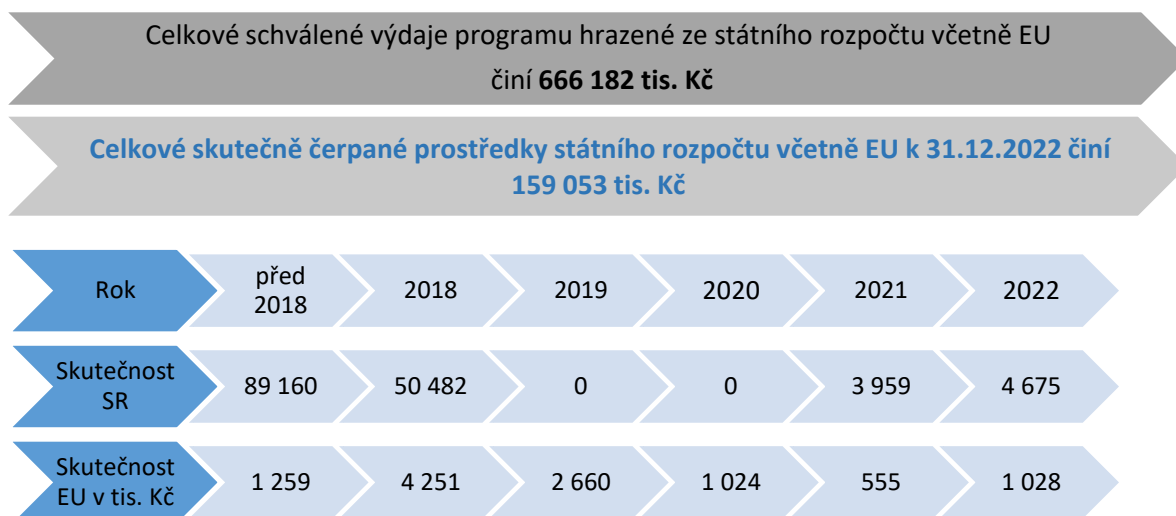 Celkové schválené výdaje programu hrazené ze státního rozpočtu včetně EU
činí 666 182 tis. Kč
Celkové skutečně čerpané prostředky státního rozpočtu včetně EU k 31.12.2022 činí
159 053 tis. Kč
Rok
před
2018
2018
2019
2020
2021
2022
Skutečnost
SR
89 160
50 482
0
0
3 959
4 675
Skutečnost
EU v tis. Kč
1 259
4 251
2 660
1 024
555
1 028